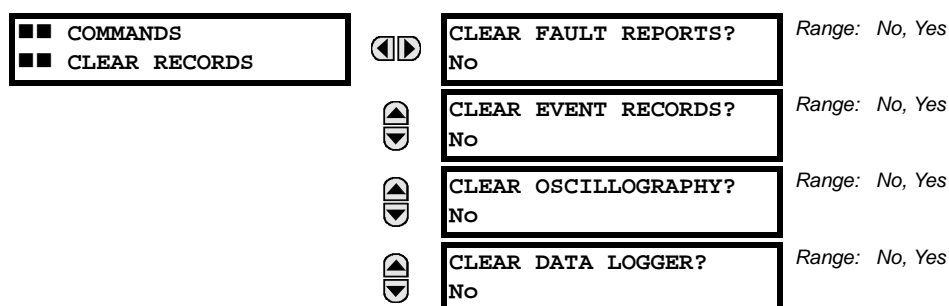 ■■ COMMANDS
■■ CLEAR RECORDS
CLEAR FAULT REPORTS?
No
Range: No, Yes
CLEAR EVENT RECORDS?
No
Range: No, Yes
CLEAR OSCILLOGRAPHY?
No
Range: No, Yes
CLEAR DATA LOGGER?
No
Range: No, Yes